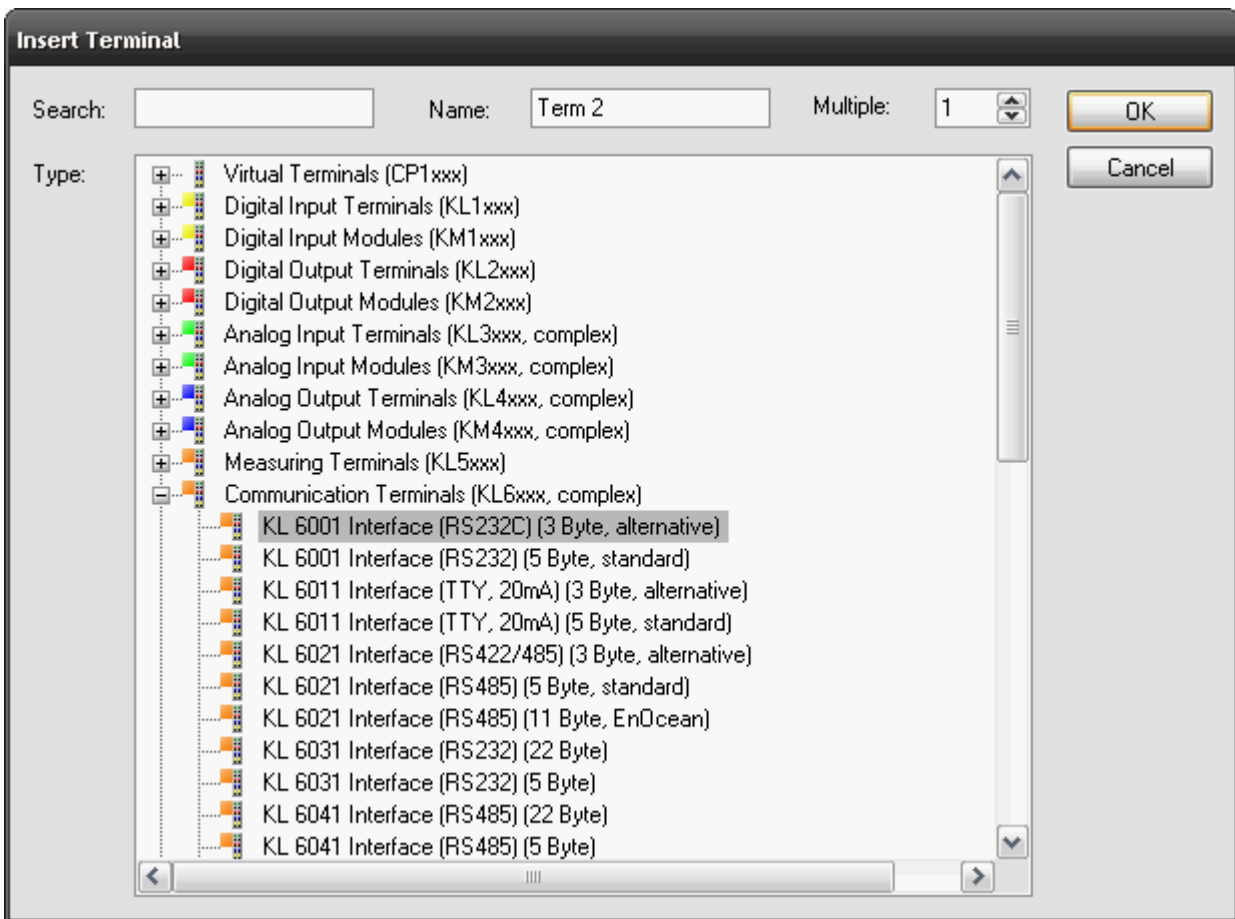 Insert Terminal
Search: Name: Term 2 Multiple: 1 OK
Type: Cancel
Virtual Terminals (CP1xxx)
Digital Input Terminals (KL1xxx)
Digital Input Modules (KM1xxx)
Digital Output Terminals (KL2xxx)
Digital Output Modules (KM2xxx)
Analog Input Terminals (KL3xxx, complex)
Analog Input Modules (KM3xxx, complex)
Analog Output Terminals (KL4xxx, complex)
Analog Output Modules (KM4xxx, complex)
Measuring Terminals (KL5xxx)
Communication Terminals (KL6xxx, complex)
KL 6001 Interface (RS232C) (3 Byte, alternative)
KL 6001 Interface (RS232) (5 Byte, standard)
KL 6011 Interface (TTY, 20mA) (3 Byte, alternative)
KL 6011 Interface (TTY, 20mA) (5 Byte, standard)
KL 6021 Interface (RS422/485) (3 Byte, alternative)
KL 6021 Interface (RS485) (5 Byte, standard)
KL 6021 Interface (RS485) (11 Byte, EnOcean)
KL 6031 Interface (RS232) (22 Byte)
KL 6031 Interface (RS232) (5 Byte)
KL 6041 Interface (RS485) (22 Byte)
KL 6041 Interface (RS485) (5 Byte)